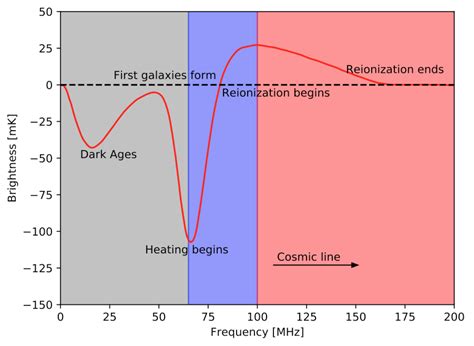 50
25
0
−25
−50
−75
−100
−125
−150
Brightness [mK]
First galaxies form
Reionization ends
Reionization begins
Dark Ages
Heating begins
Cosmic line
0
25
50
75
100
125
150
175
200
Frequency [MHz]